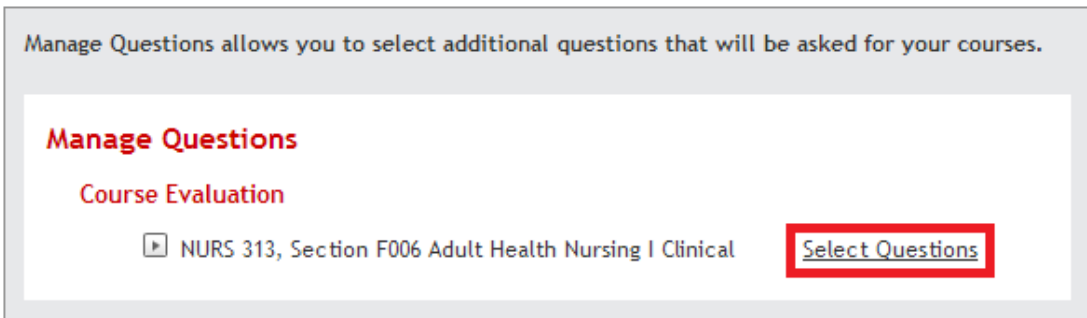 Manage Questions allows you to select additional questions that will be asked for your courses.
Manage Questions
Course Evaluation
NURS 313, Section F006 Adult Health Nursing I Clinical Select Questions